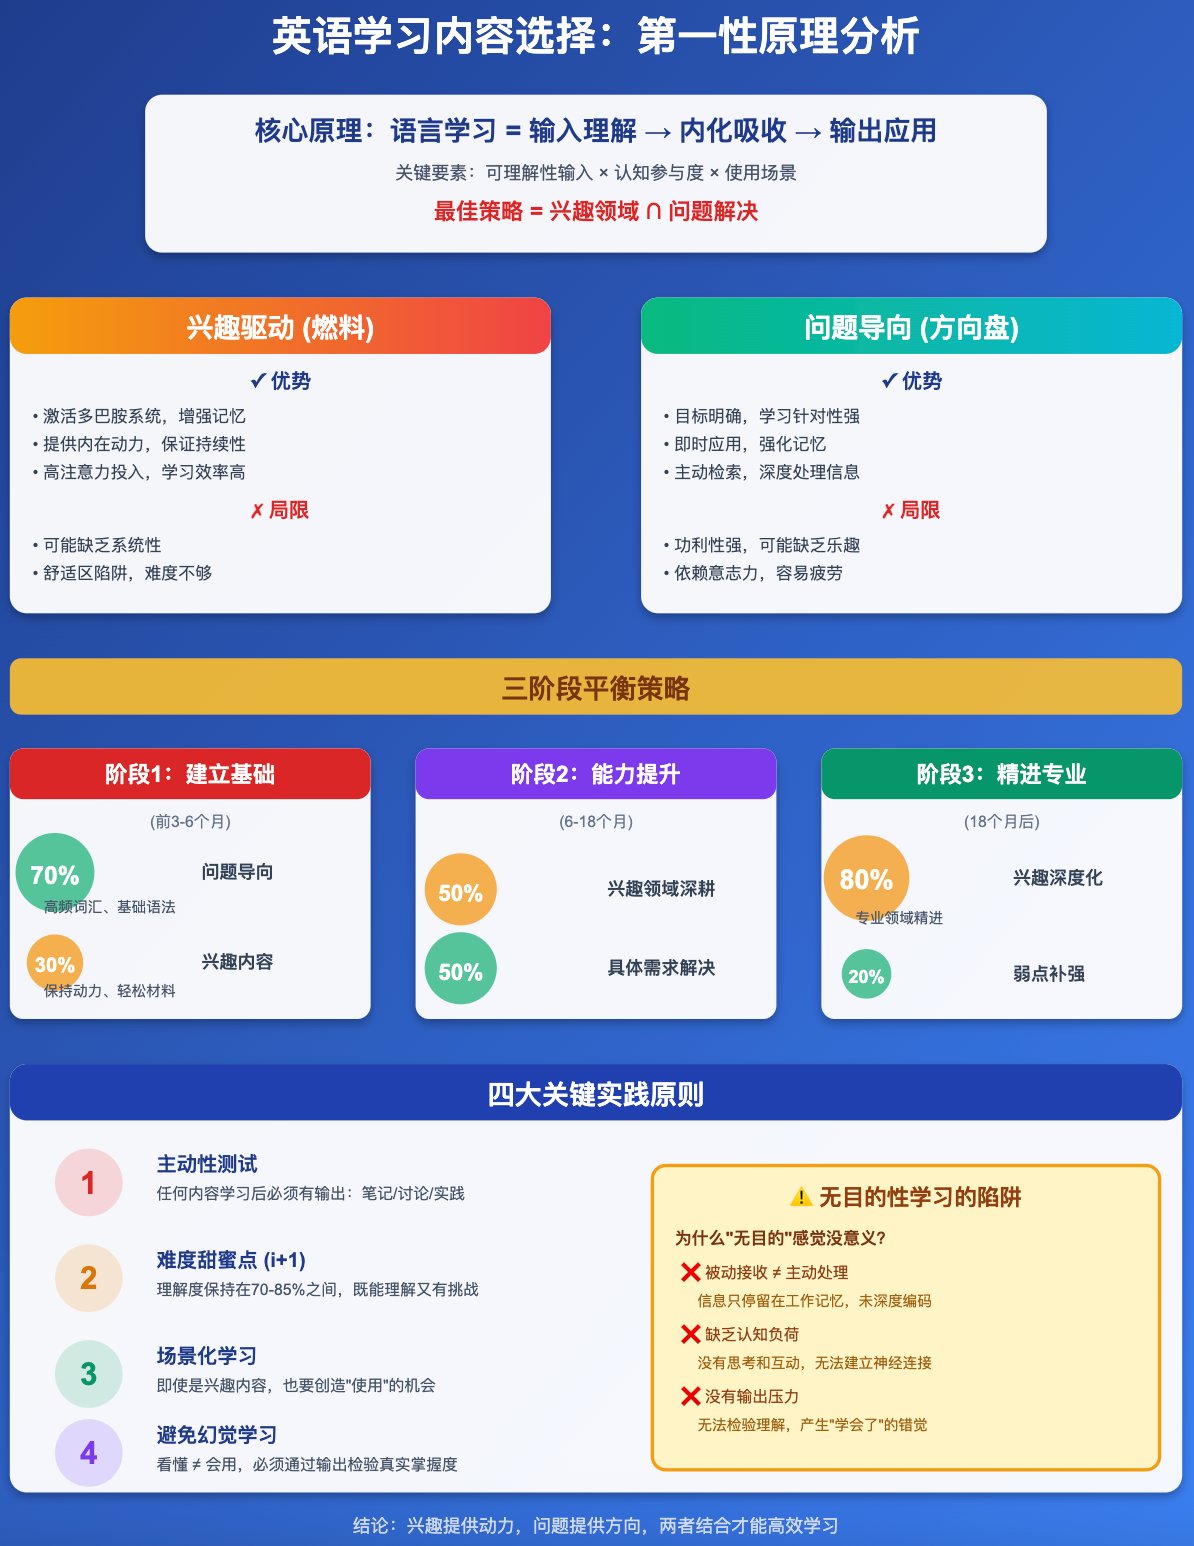 英语学习内容选择：第一性原理分析
核心原理：语言学习 = 输入理解 → 内化吸收 → 输出应用
关键要素：可理解性输入 × 认知参与度 × 使用场景
最佳策略 = 兴趣领域 ∩ 问题解决
兴趣驱动 (燃料)
✓ 优势
• 激活多巴胺系统，增强记忆
• 提供内在动力，保证持续性
• 高注意力投入，学习效率高
✗ 局限
• 可能缺乏系统性
• 舒适区陷阱，难度不够
问题导向 (方向盘)
✓ 优势
• 目标明确，学习针对性强
• 即时应用，强化记忆
• 主动检索，深度处理信息
✗ 局限
• 功利性强，可能缺乏乐趣
• 依赖意志力，容易疲劳
三阶段平衡策略
阶段1：建立基础
(前3-6个月)
70% 问题导向
高频词汇、基础语法
30% 兴趣内容
保持动力、轻松材料
阶段2：能力提升
(6-18个月)
50% 兴趣领域深耕
50% 具体需求解决
阶段3：精进专业
(18个月后)
80% 兴趣深度化
专业领域精进
20% 弱点补强
四大关键实践原则
1 主动性测试
任何内容学习后必须有输出：笔记/讨论/实践
2 难度甜蜜点 (i+1)
理解度保持在70-85%之间，既能理解又有挑战
3 场景化学习
即使是兴趣内容，也要创造"使用"的机会
4 避免幻觉学习
看懂 ≠ 会用，必须通过输出检验真实掌握度
⚠️ 无目的性学习的陷阱
为什么"无目的"感觉没意义?
❌ 被动接收 ≠ 主动处理
信息只停留在工作记忆，未深度编码
❌ 缺乏认知负荷
没有思考和互动，无法建立神经连接
❌ 没有输出压力
无法检验理解，产生"学会了"的错觉
结论：兴趣提供动力，问题提供方向，两者结合才能高效学习